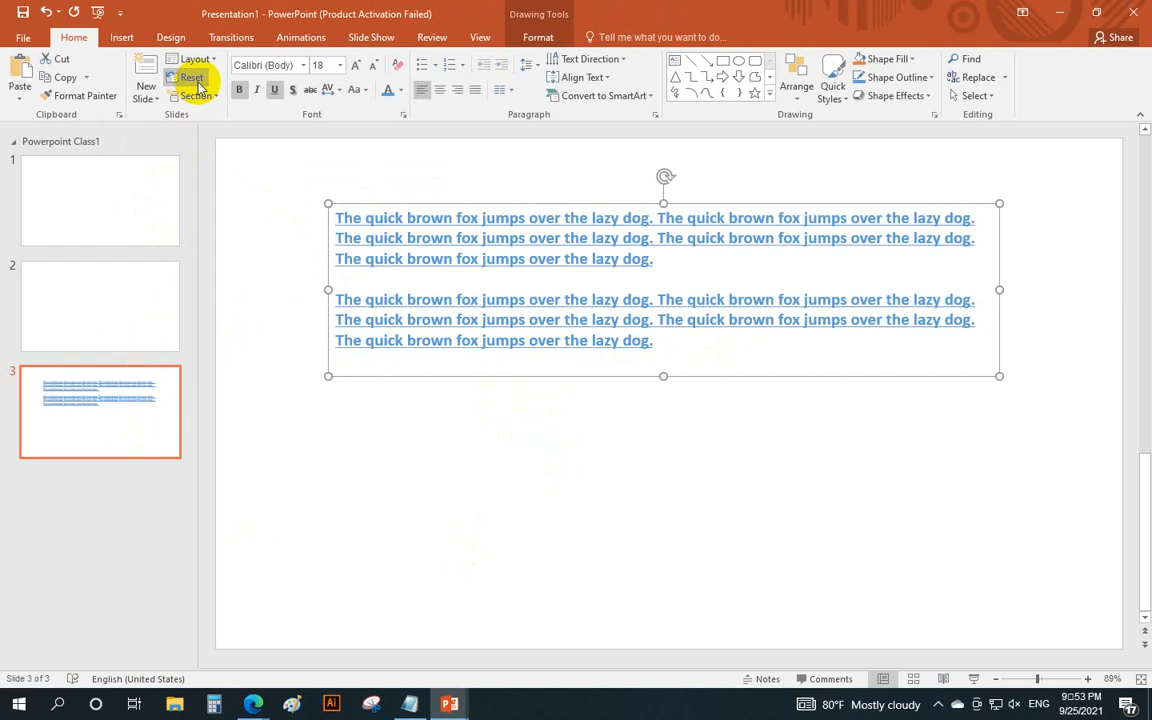 Presentation1 - PowerPoint (Product Activation Failed)
Drawing Tools
File Home Insert Design Transitions Animations Slide Show Review View Format Tell me what you want to do... Share
Paste
Cut
Copy
Format Painter
Clipboard
New Slide
Layout
Reset
Section
Slides
Calibri (Body) 18
B I U S abc AV Aa A
Font
Text Direction
Align Text
Convert to SmartArt
Paragraph
Arrange
Quick Styles
Shape Fill
Shape Outline
Shape Effects
Drawing
Find
Replace
Select
Editing
Powerpoint Class1
1
2
3
The quick brown fox jumps over the lazy dog. The quick brown fox jumps over the lazy dog.
The quick brown fox jumps over the lazy dog. The quick brown fox jumps over the lazy dog.
The quick brown fox jumps over the lazy dog.
The quick brown fox jumps over the lazy dog. The quick brown fox jumps over the lazy dog.
The quick brown fox jumps over the lazy dog. The quick brown fox jumps over the lazy dog.
The quick brown fox jumps over the lazy dog.
Slide 3 of 3 English (United States) Notes Comments 89%
80°F Mostly cloudy ENG
9:53 PM
9/25/2021
17